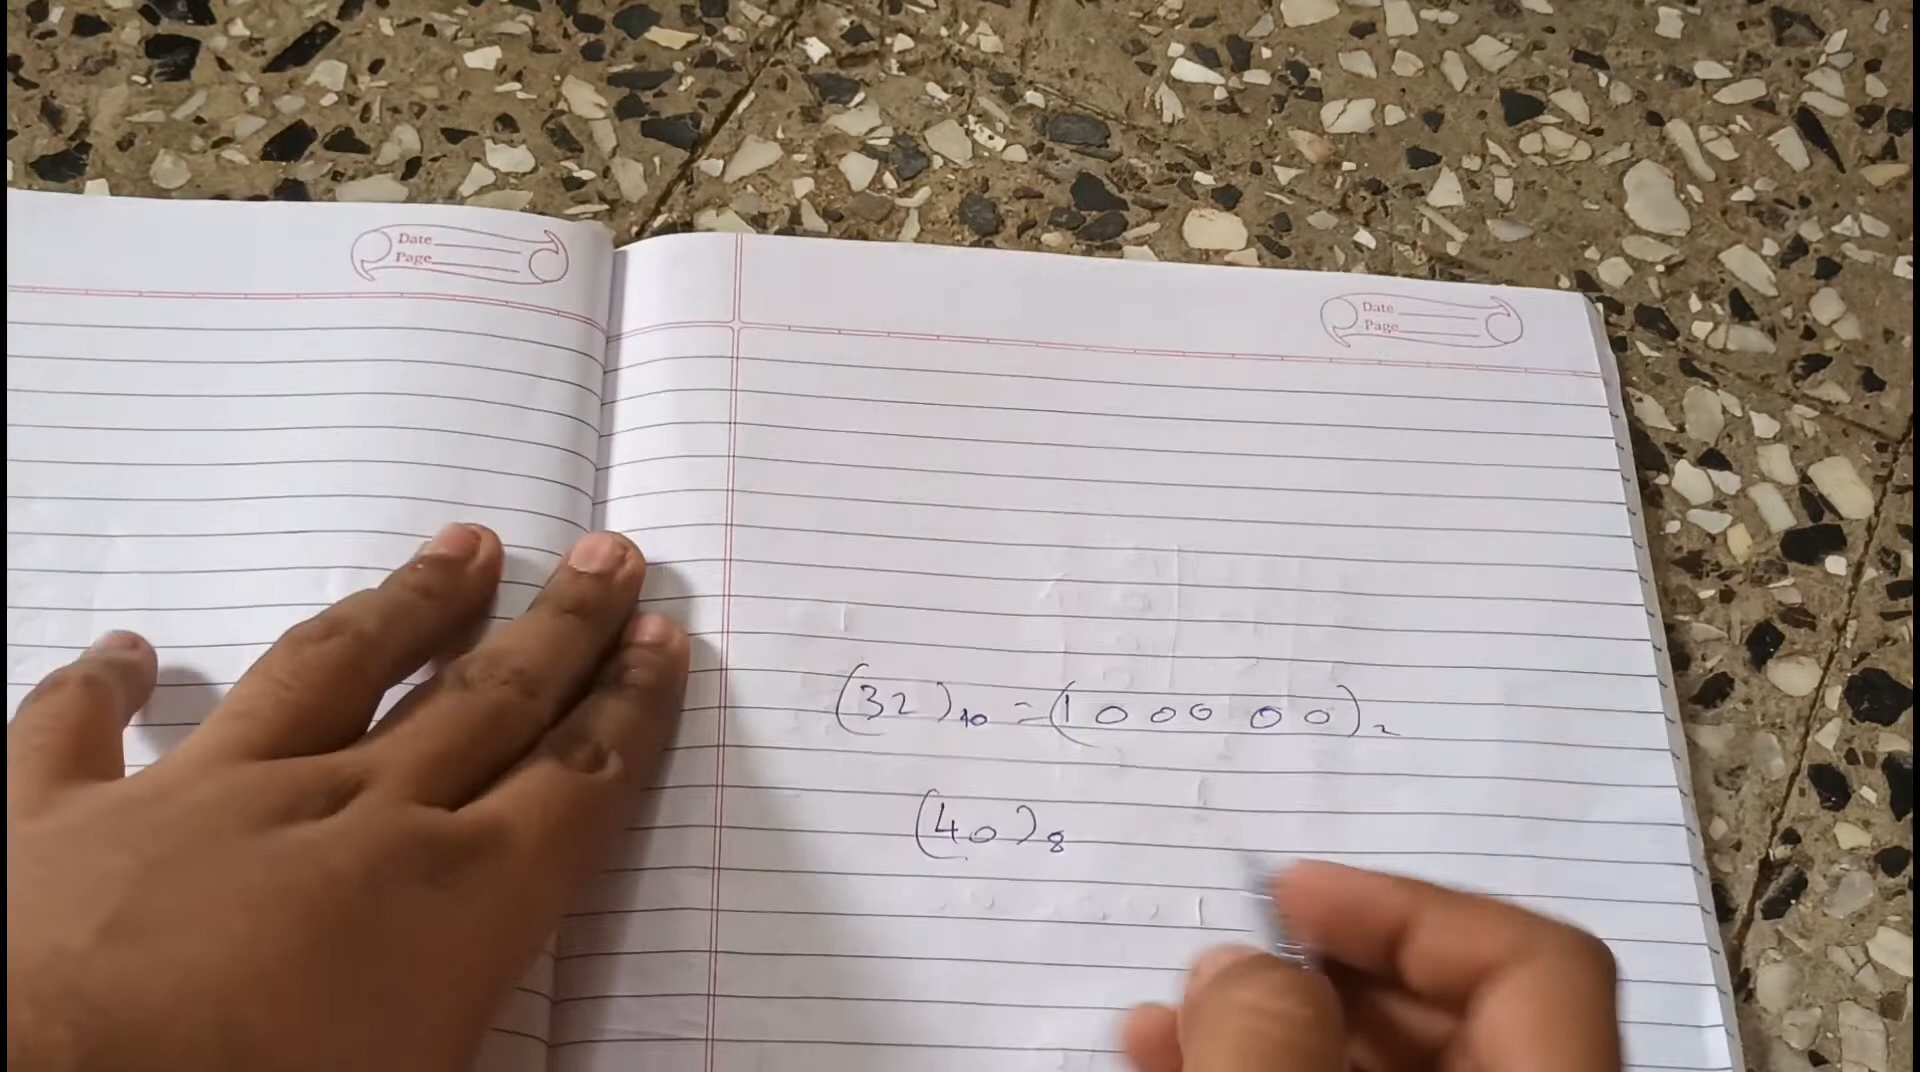 Date
Page
Date
Page
(32)10 = (100000)2
(40)8